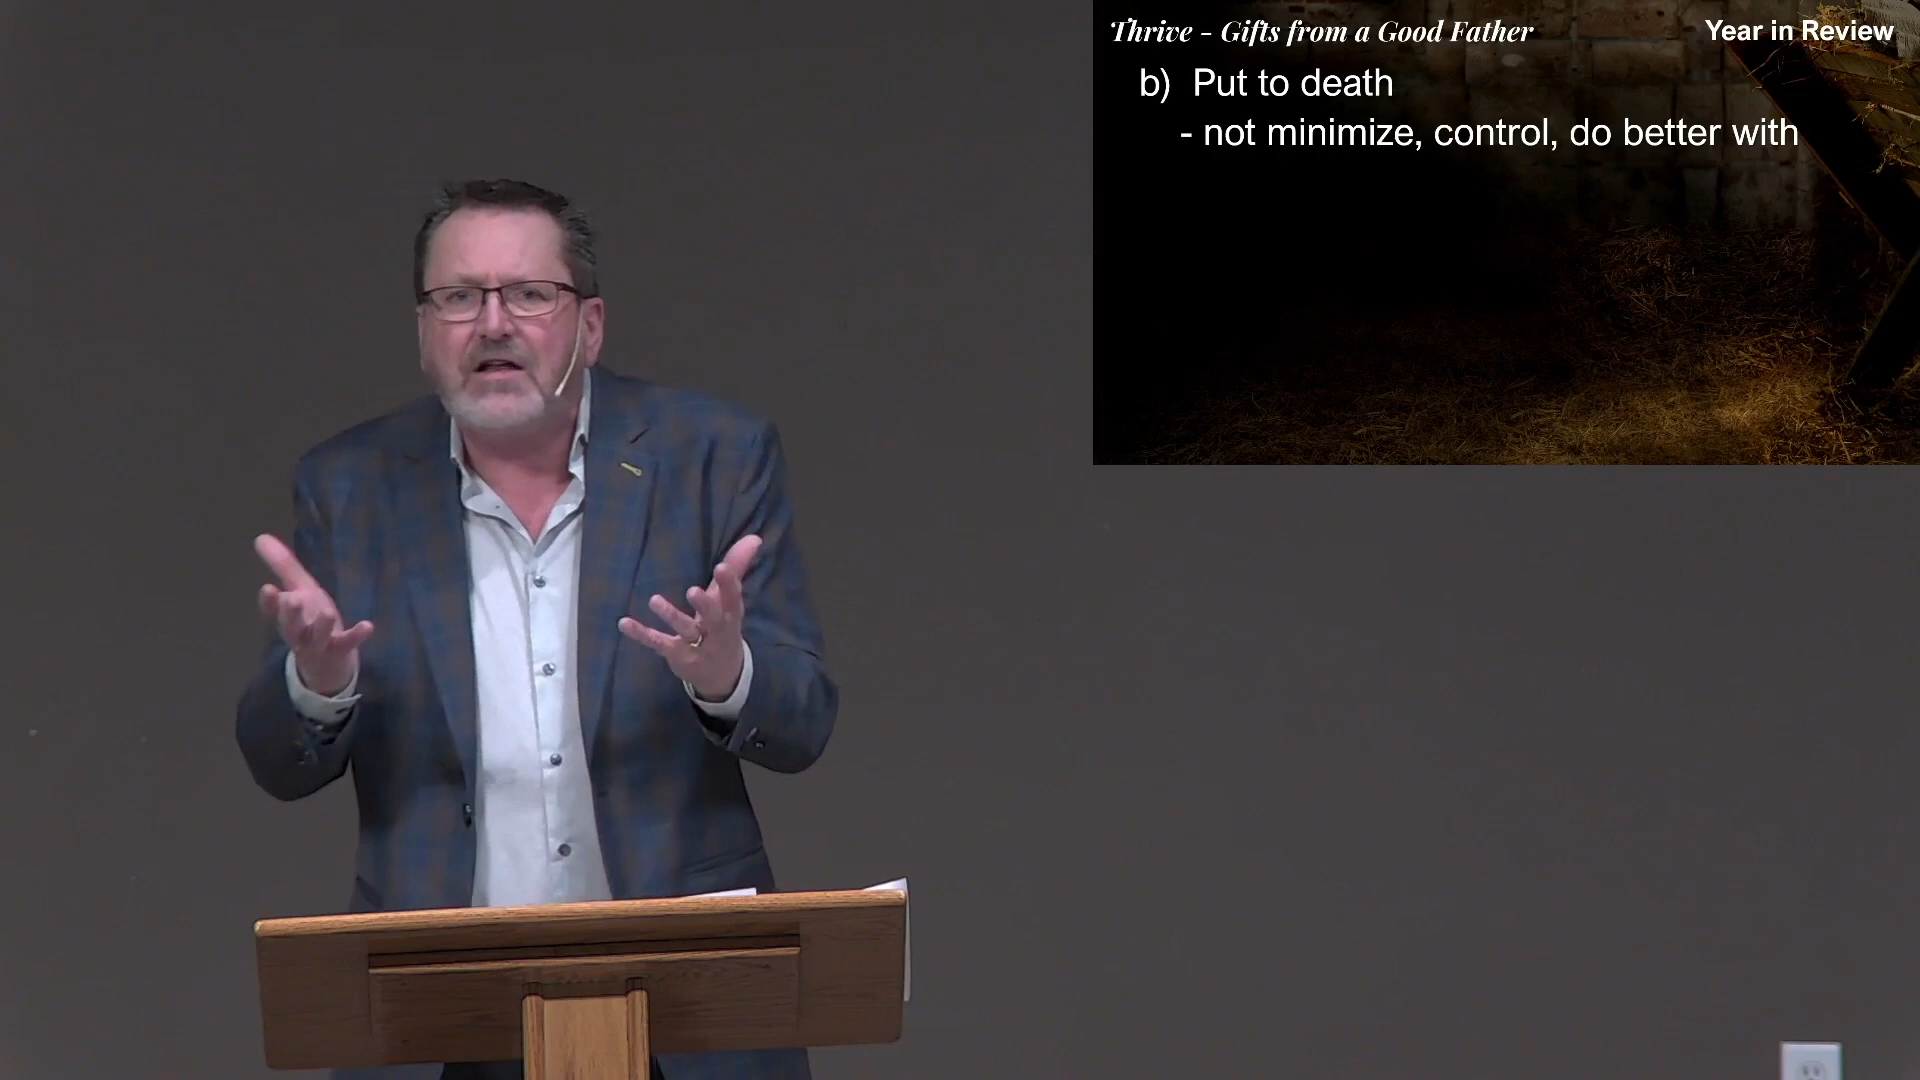 Thrive - Gifts from a Good Father
Year in Review
b) Put to death
- not minimize, control, do better with